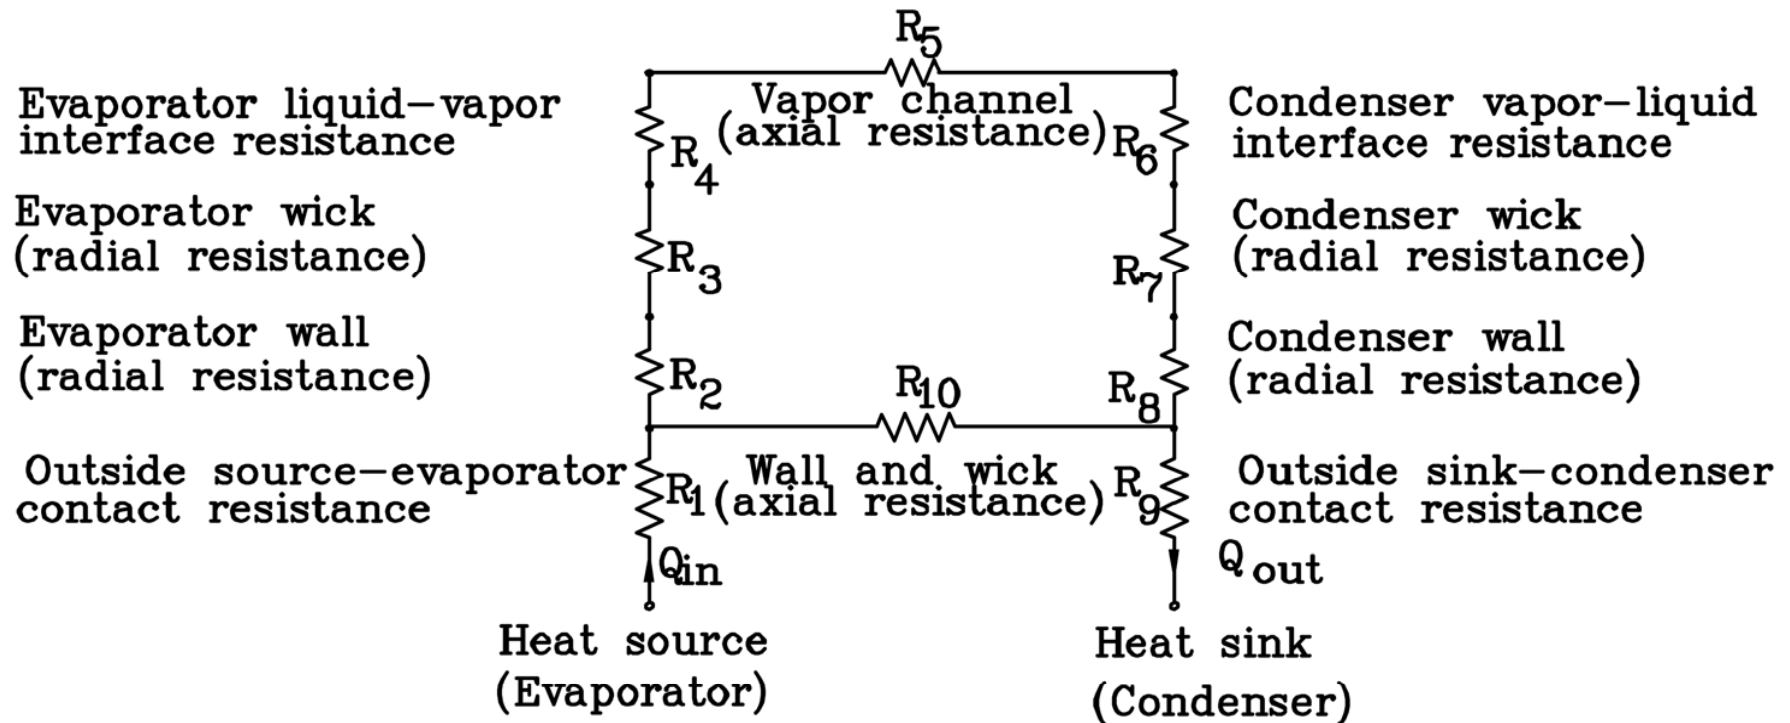 R5
Evaporator liquid-vapor
interface resistance
R4
Vapor channel
(axial resistance)
R6
Condenser vapor-liquid
interface resistance
Evaporator wick
(radial resistance)
R3
R7
Condenser wick
(radial resistance)
Evaporator wall
(radial resistance)
R2
R10
R8
Condenser wall
(radial resistance)
Outside source-evaporator
contact resistance
R1
Wall and wick
(axial resistance)
R9
Outside sink-condenser
contact resistance
Qin
Qout
Heat source
(Evaporator)
Heat sink
(Condenser)